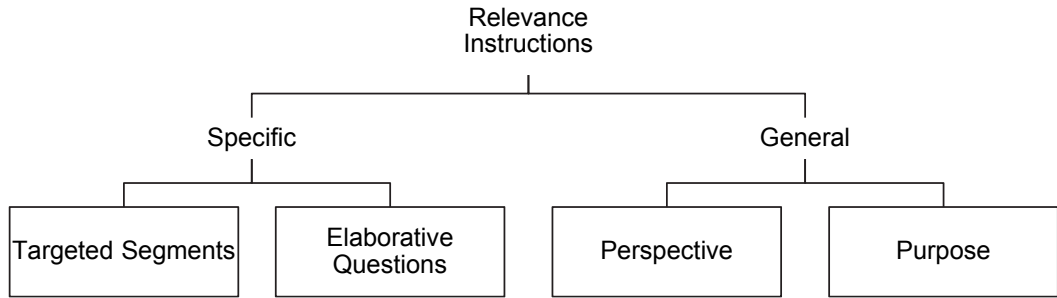 Relevance
Instructions
Specific
General
Targeted Segments
Elaborative
Questions
Perspective
Purpose